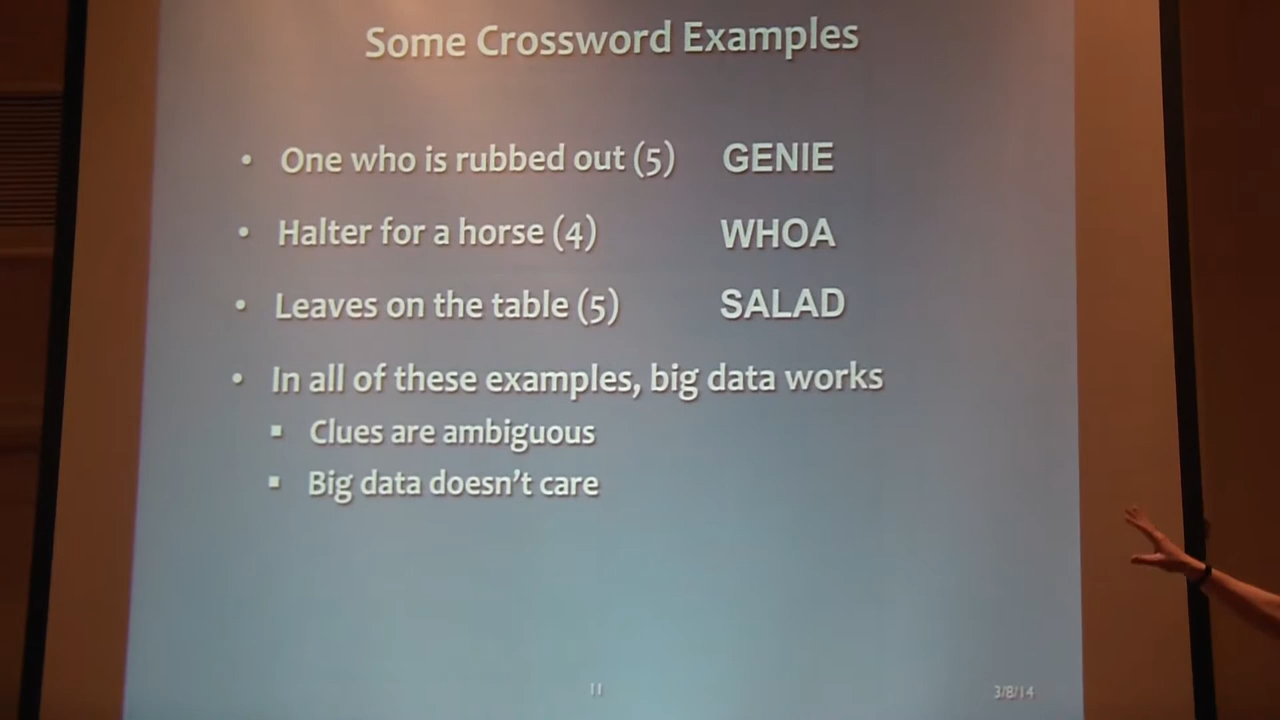 Some Crossword Examples
• One who is rubbed out (5) GENIE
• Halter for a horse (4) WHOA
• Leaves on the table (5) SALAD
• In all of these examples, big data works
▪ Clues are ambiguous
▪ Big data doesn't care
11 3/8/14